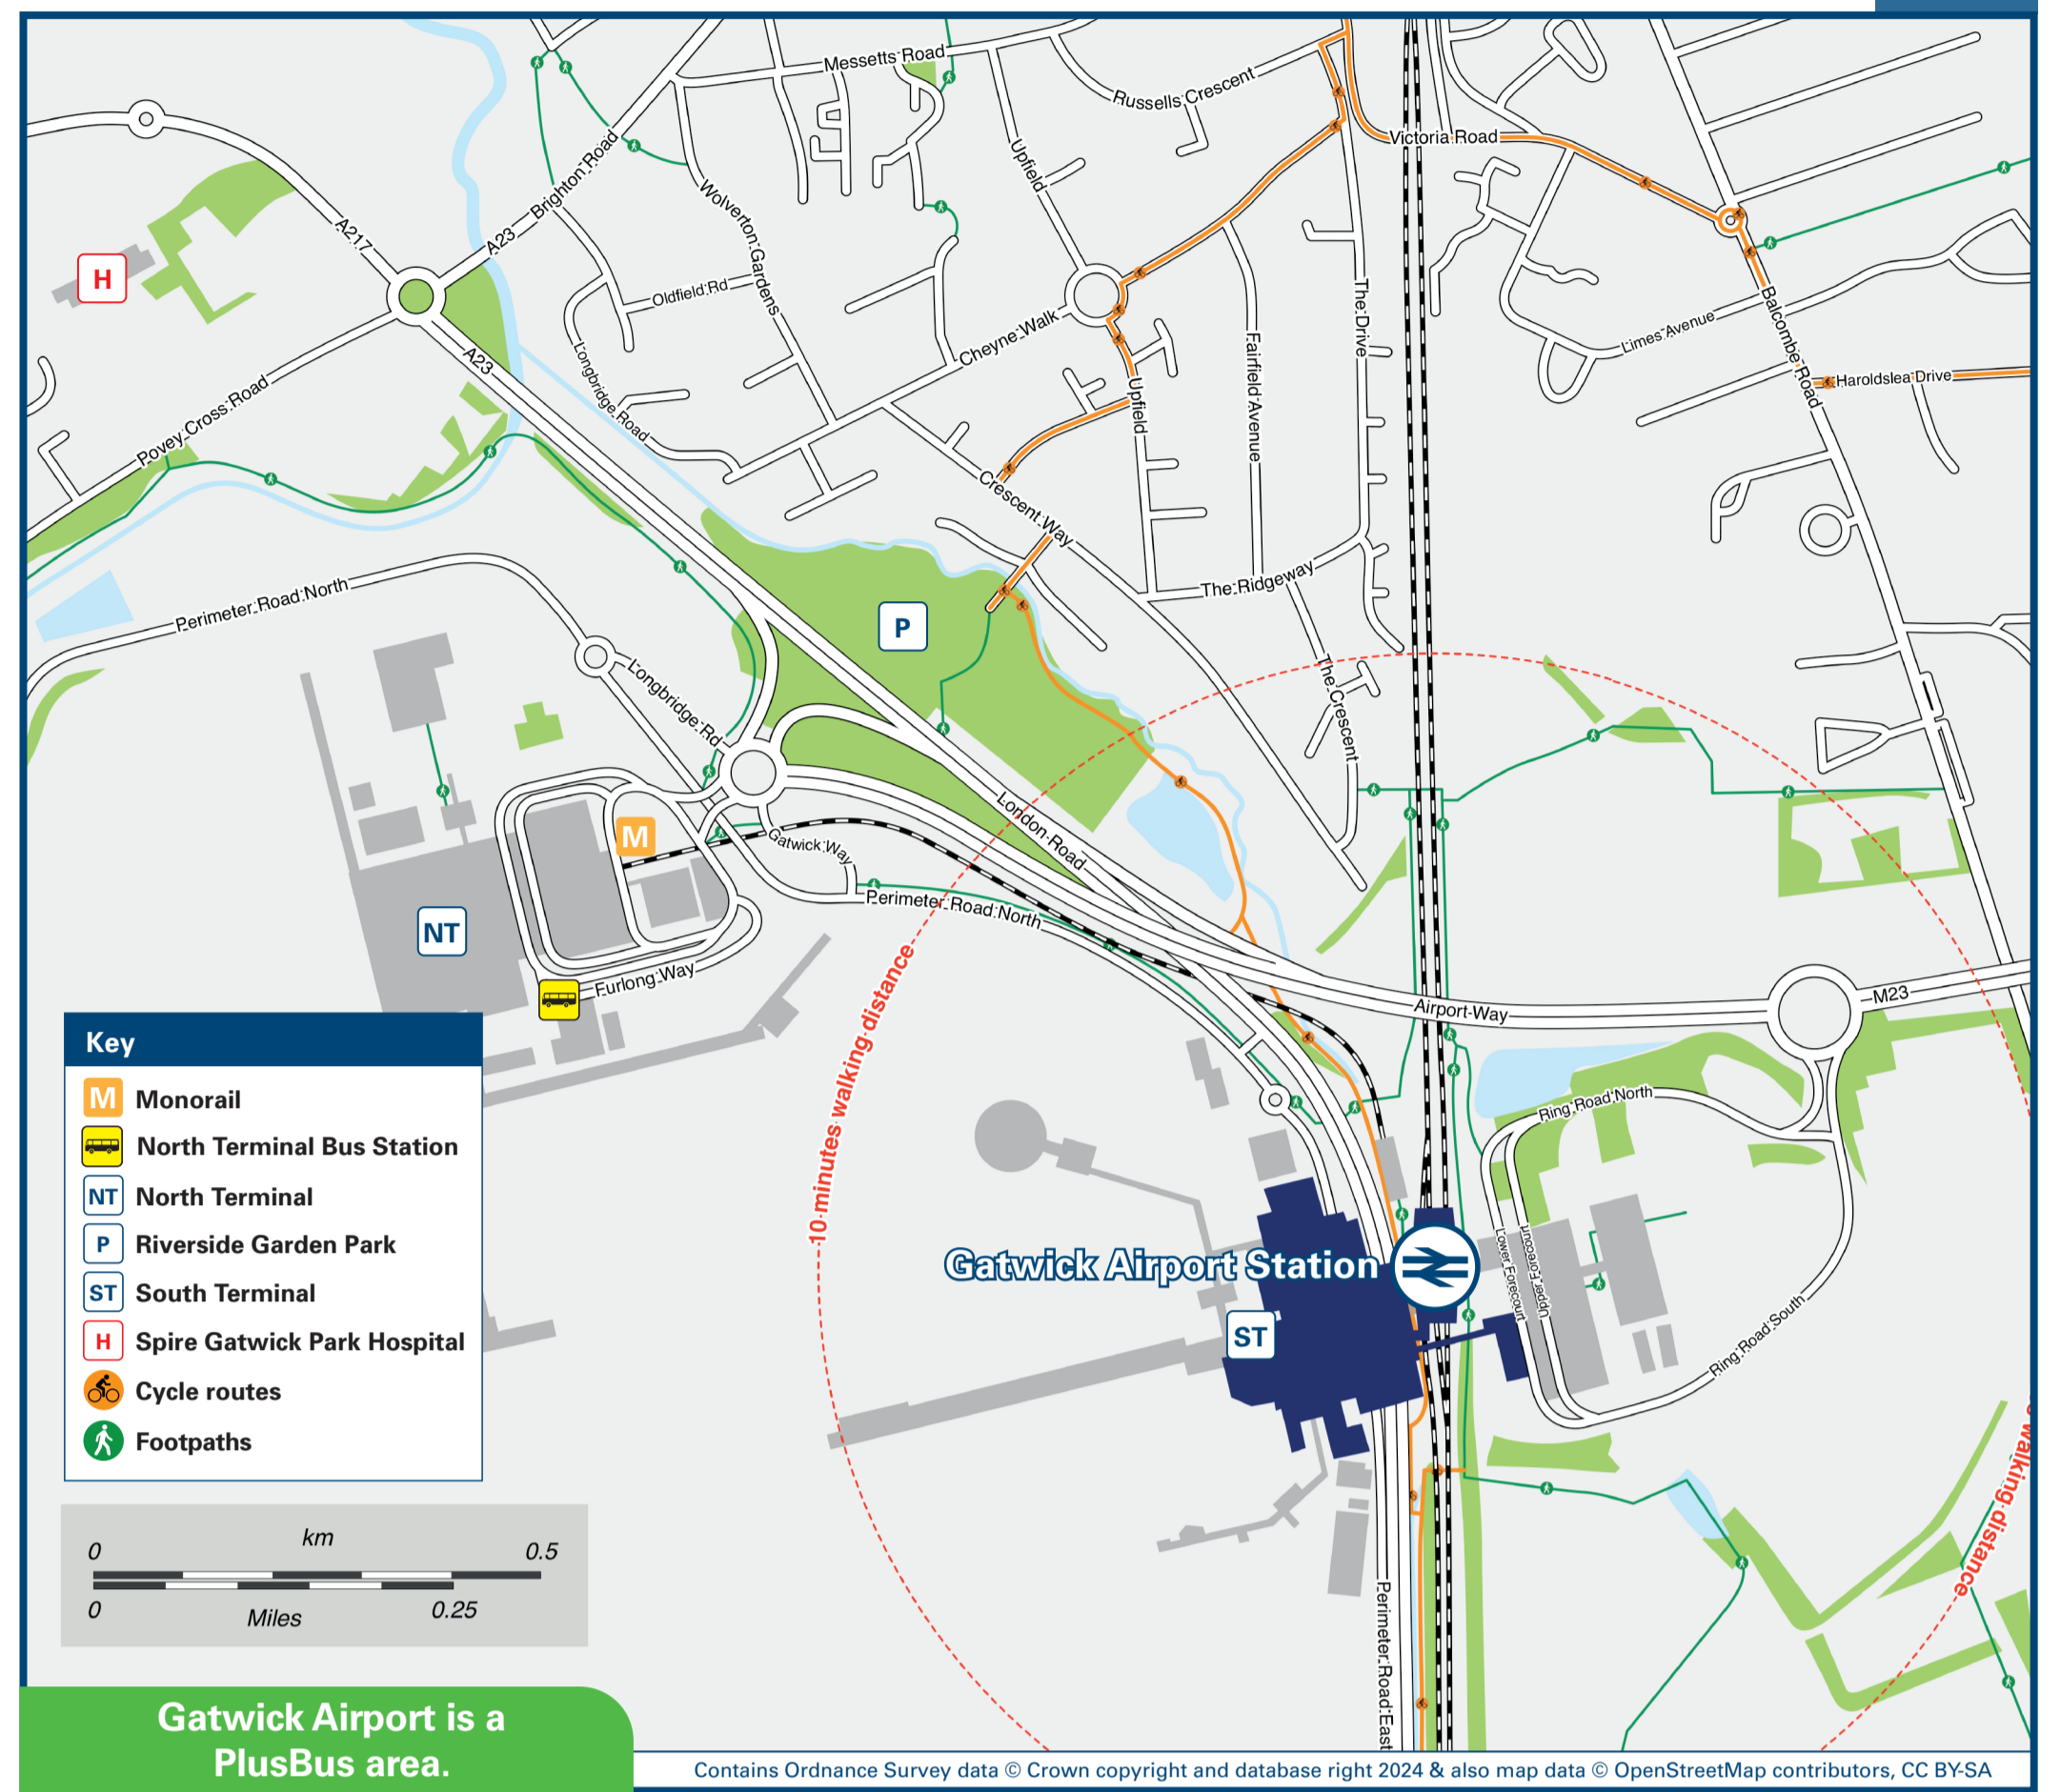 Messetts Road
Russells Crescent
Victoria Road
Upfield
Brighton Road
A217
A23
Wolverton Gardens
H
Oldfield Rd
The Drive
Balcombe Road
Limes Avenue
Cheyne Walk
Fairfield Avenue
Haroldslea Drive
A23
Longbridge Road
Upfield
Povey Cross Road
Crescent Way
The Ridgeway
Perimeter Road North
P
Longbridge Rd
The Crescent
London Road
M
Gatwick Way
Perimeter Road North
NT
Furlong Way
10 minutes walking distance
M23
Airport Way
Ring Road North
Gatwick Airport Station
Lower Forecourt
Upper Forecourt
ST
Ring Road South
walking distance
Perimeter Road East
Key
M Monorail
North Terminal Bus Station
NT North Terminal
P Riverside Garden Park
ST South Terminal
H Spire Gatwick Park Hospital
Cycle routes
Footpaths
km
0 0.5
0 Miles 0.25
Gatwick Airport is a
PlusBus area.
Contains Ordnance Survey data © Crown copyright and database right 2024 & also map data © OpenStreetMap contributors, CC BY-SA